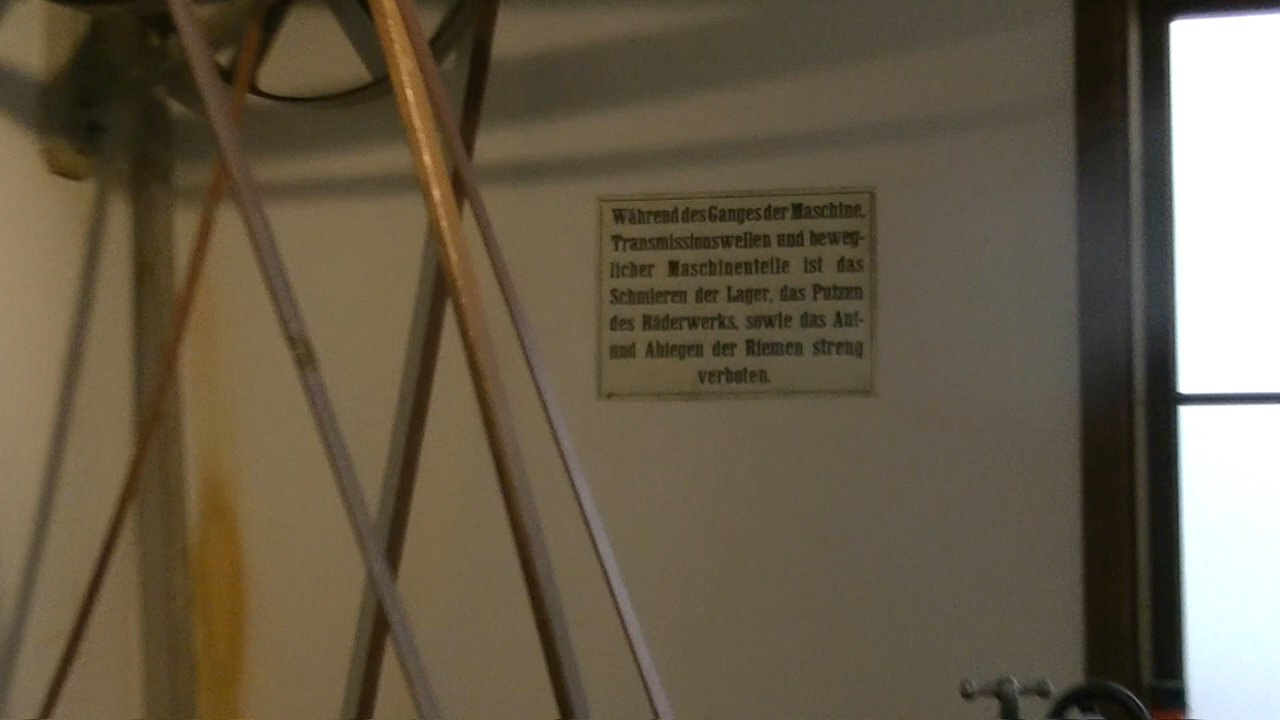 Während des Ganges der Maschine,
Transmissionswellen und beweg-
licher Maschinenteile ist das
Schmieren der Lager, das Putzen
des Räderwerks, sowie das Auf-
und Ablegen der Riemen streng
verboten.